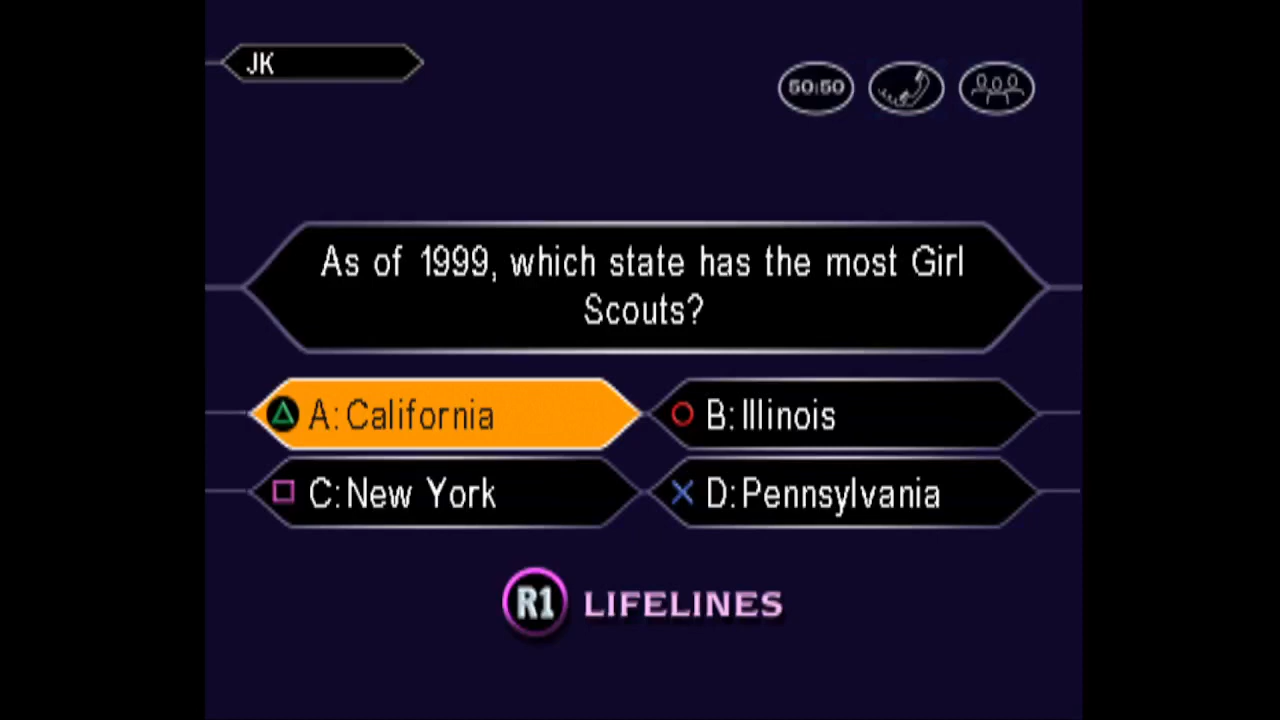 JK
50:50
As of 1999, which state has the most Girl
Scouts?
A: California
B: Illinois
C: New York
D: Pennsylvania
R1 LIFELINES